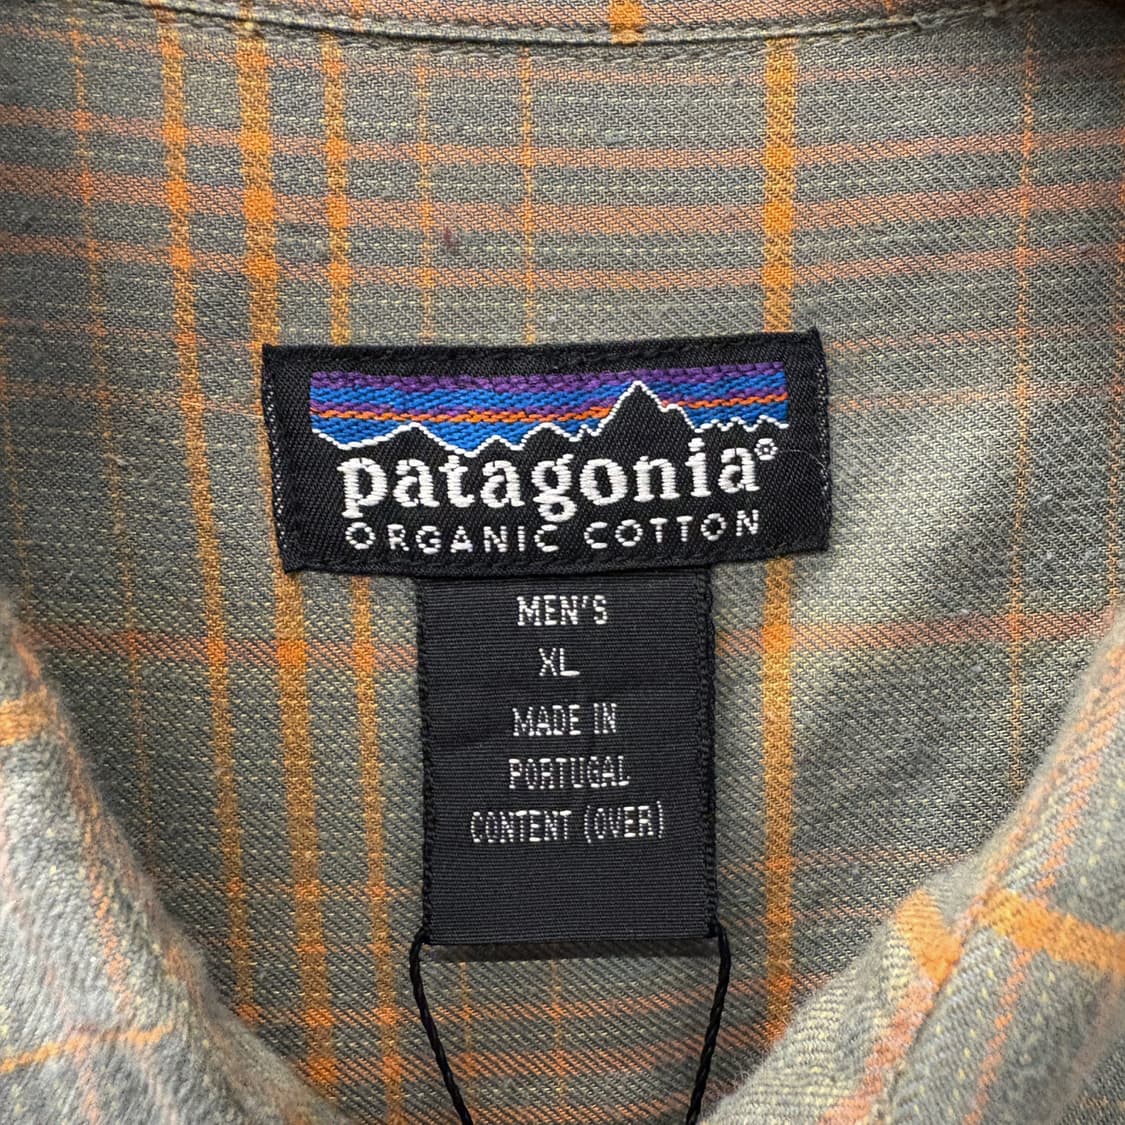 patagonia®
ORGANIC COTTON
MEN'S
XL
MADE IN
PORTUGAL
CONTENT (OVER)